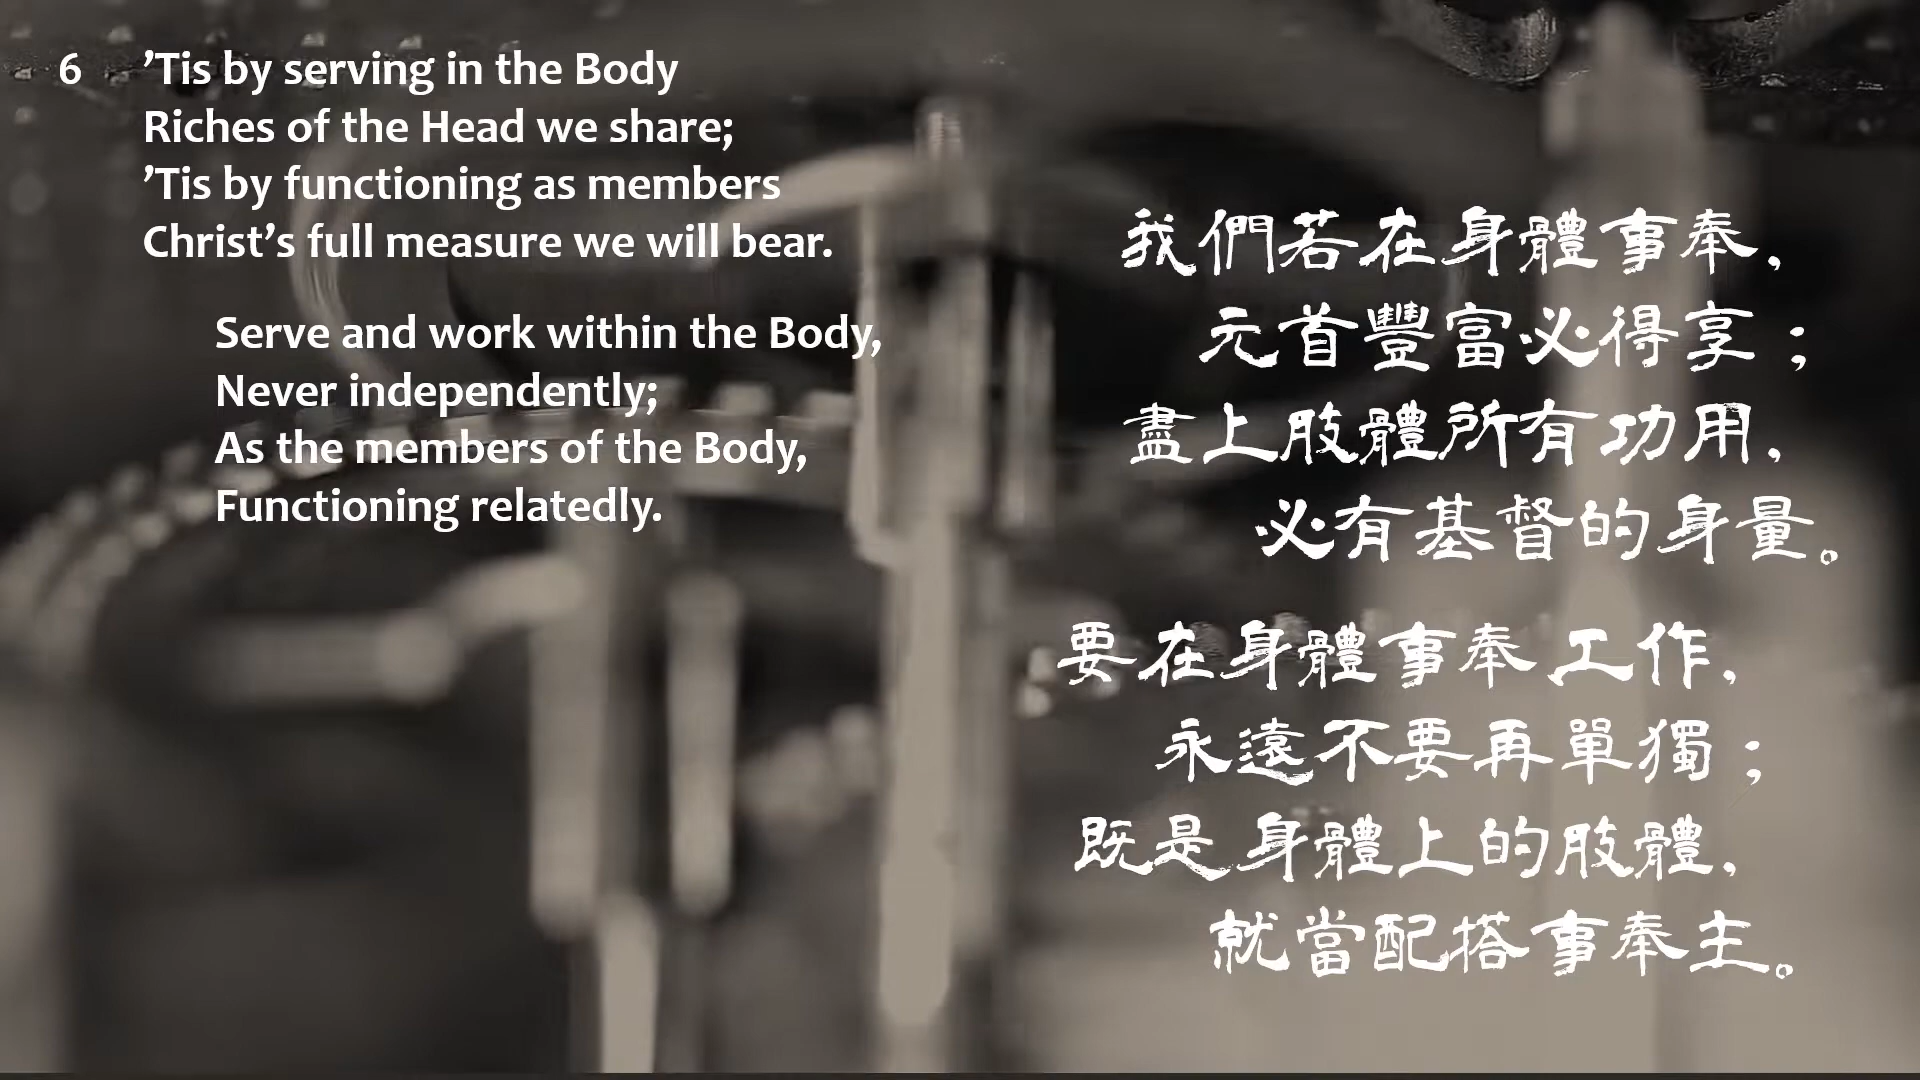 6 ’Tis by serving in the Body
Riches of the Head we share;
’Tis by functioning as members
Christ’s full measure we will bear.
Serve and work within the Body,
Never independently;
As the members of the Body,
Functioning relatedly.
我們若在身體事奉，
元首豐富必得享；
盡上肢體所有功用，
必有基督的身量。
要在身體事奉工作，
永遠不要再單獨；
既是身體上的肢體，
就當配搭事奉主。